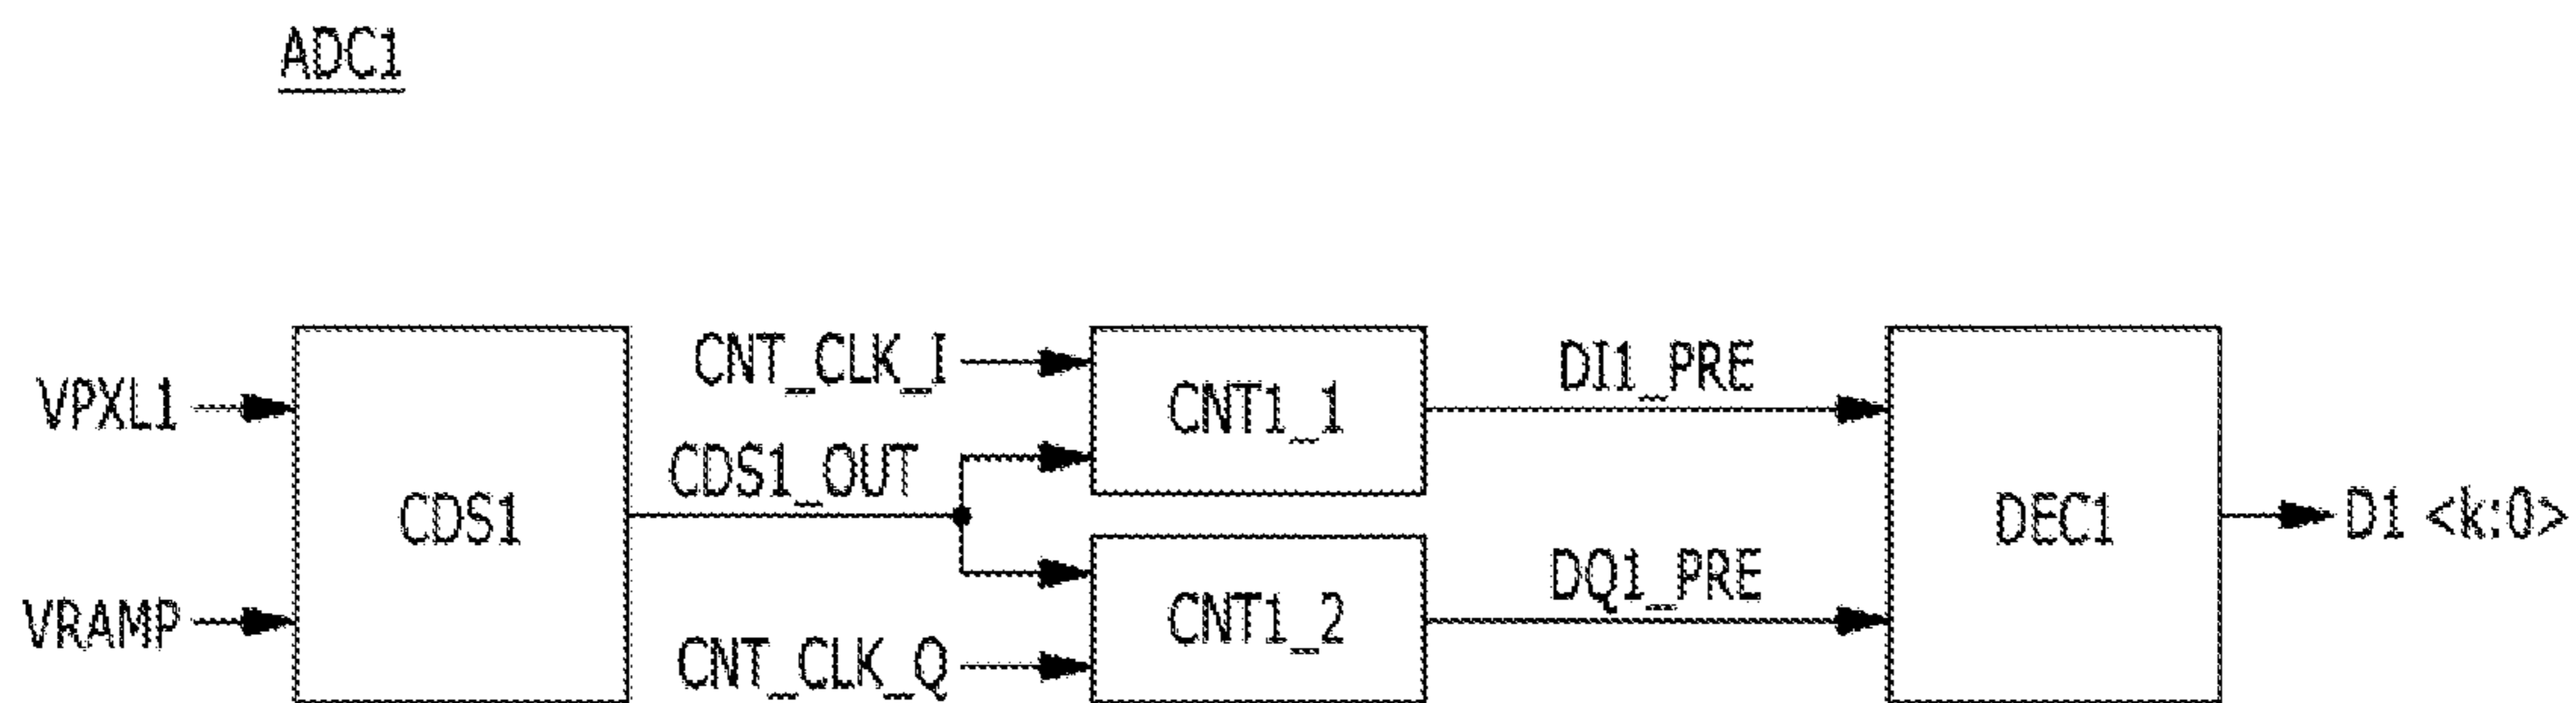 ADC1
VPXL1
VRAMP
CDS1
CDS1_OUT
CNT_CLK_I
CNT_CLK_Q
CNT1_1
CNT1_2
DI1_PRE
DQ1_PRE
DEC1
D1 <k:0>